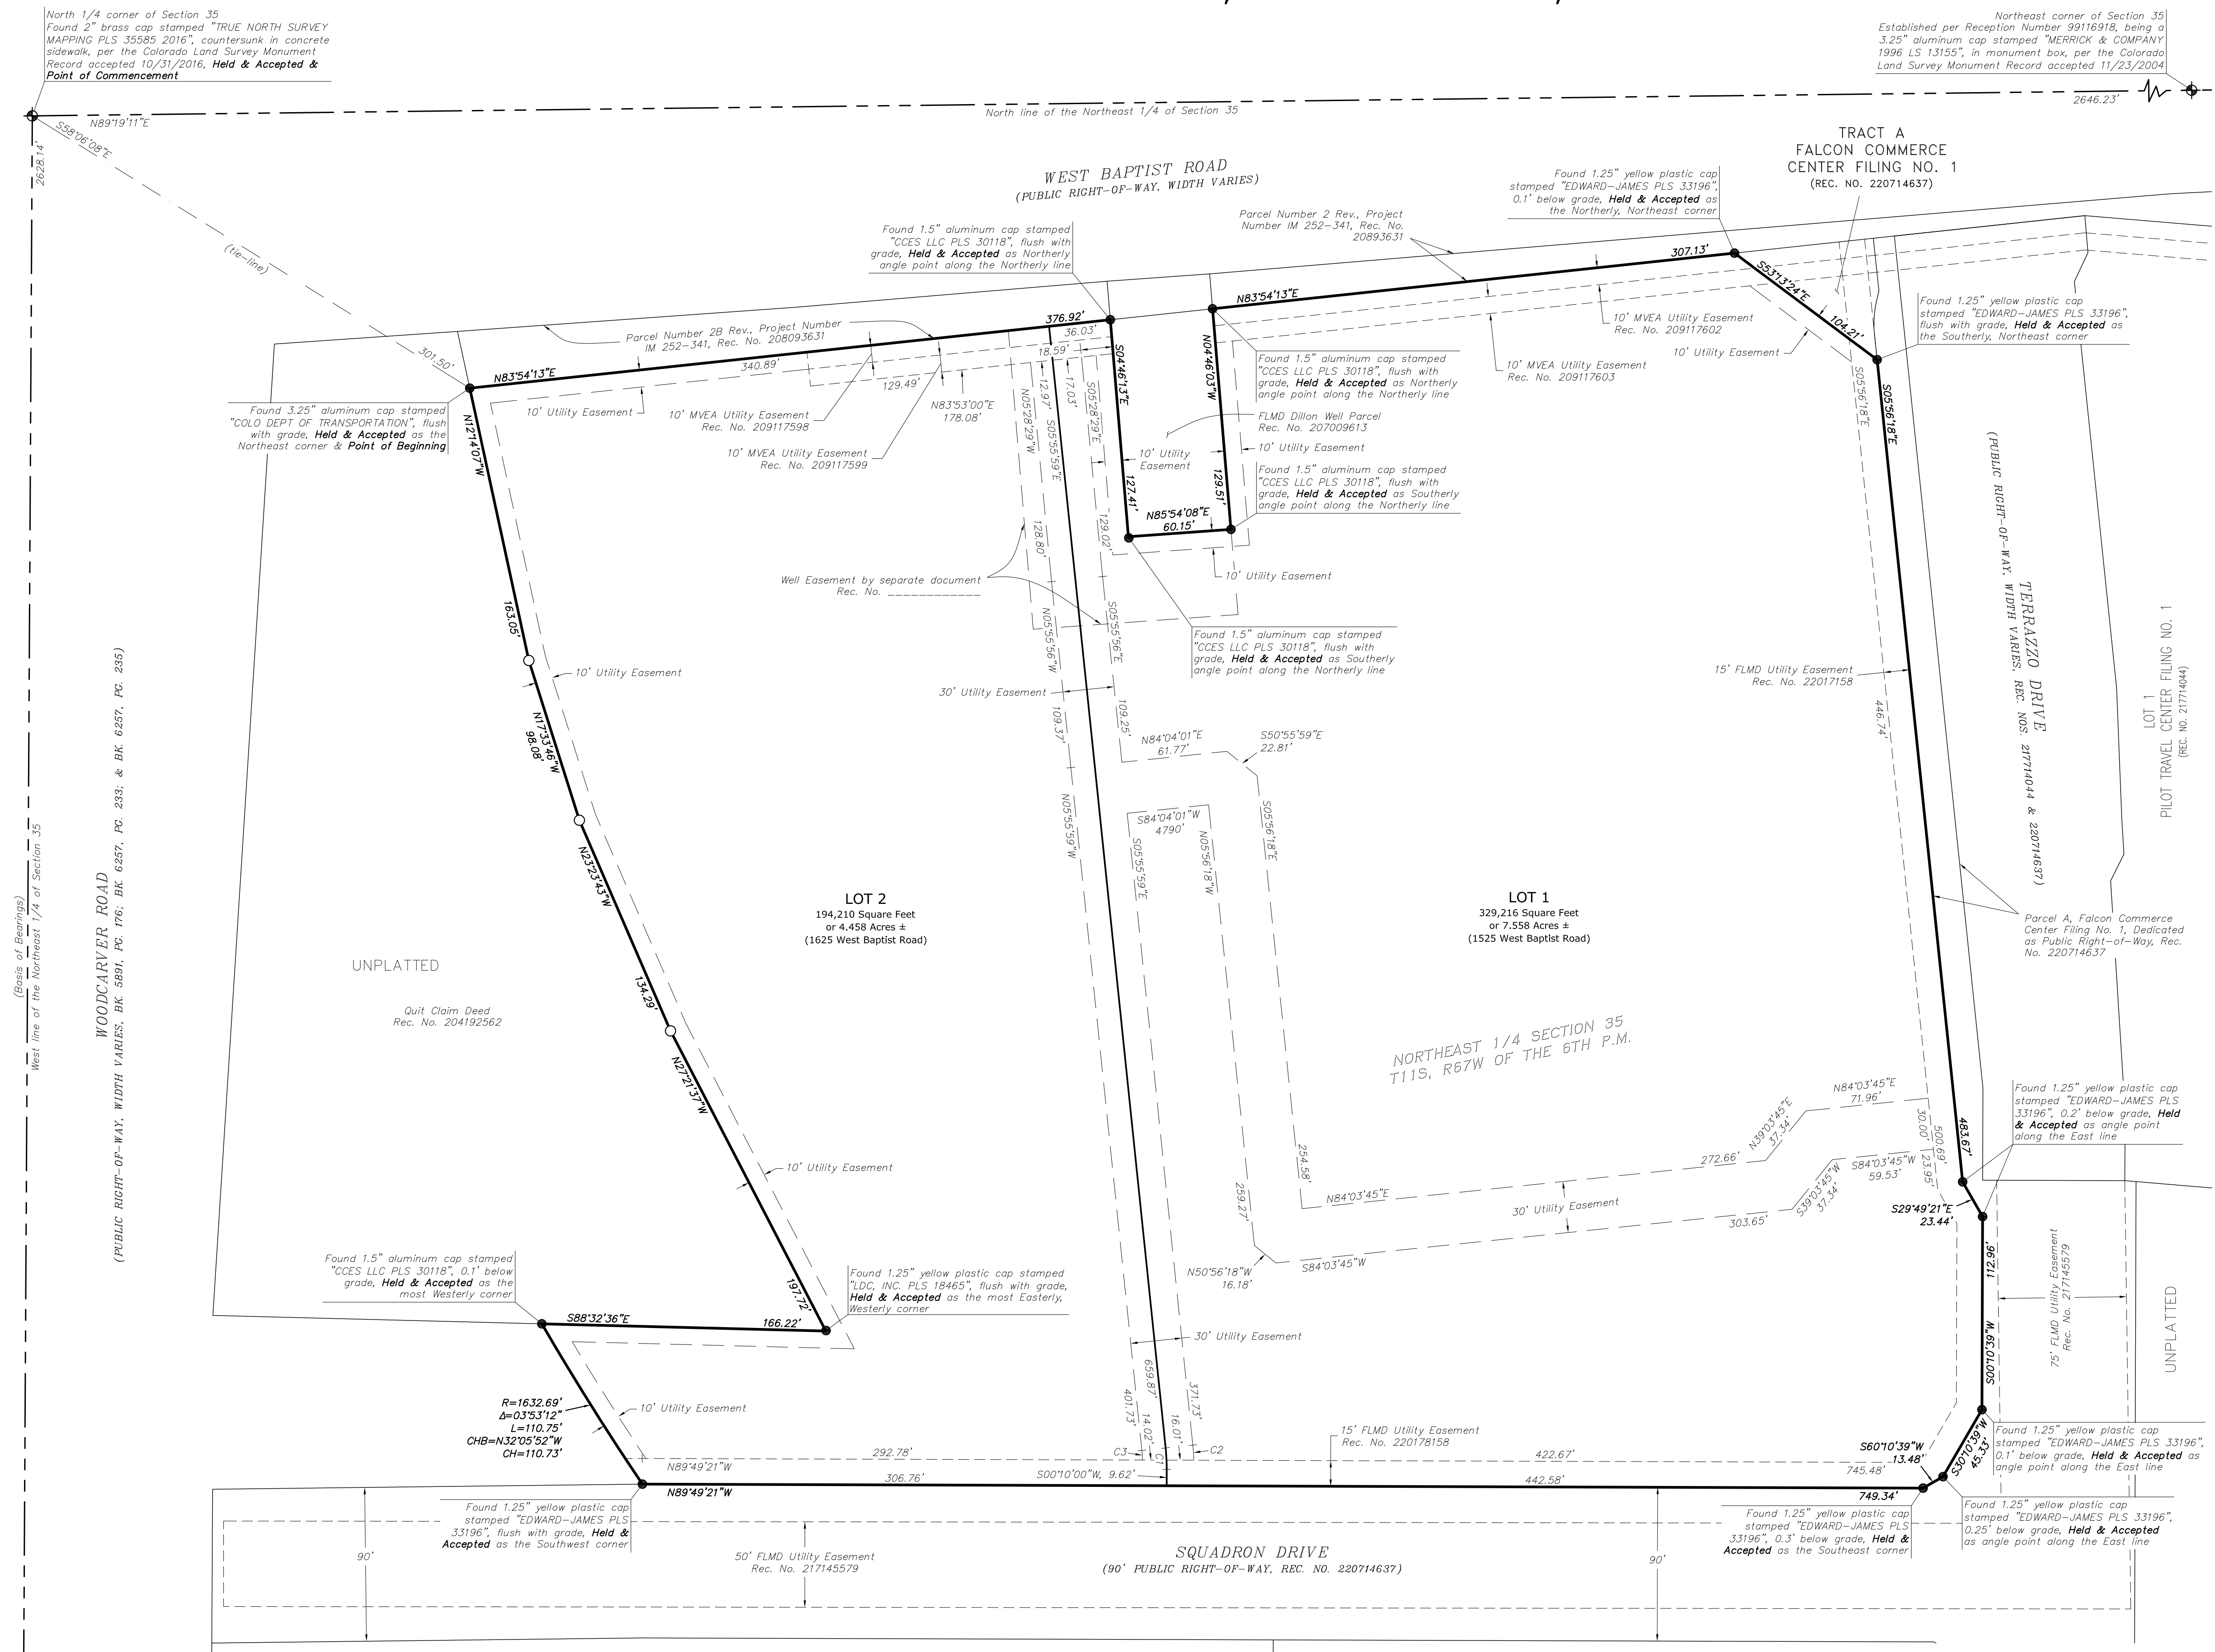 North 1/4 corner of Section 35
Found 2" brass cap stamped "TRUE NORTH SURVEY
MAPPING PLS 35585 2016", countersunk in concrete
sidewalk, per the Colorado Land Survey Monument
Record accepted 10/31/2016, Held & Accepted &
Point of Commencement
Northeast corner of Section 35
Established per Reception Number 99116918, being a
3.25" aluminum cap stamped "MERRICK & COMPANY
1996 LS 13155", in monument box, per the Colorado
Land Survey Monument Record accepted 11/23/2004
N89°19'11"E
North line of the Northeast 1/4 of Section 35
2646.23'
S58°06'08"E
2628.14'
(tie-line)
301.50'
WEST BAPTIST ROAD
(PUBLIC RIGHT-OF-WAY, WIDTH VARIES)
TRACT A
FALCON COMMERCE
CENTER FILING NO. 1
(REC. NO. 220714637)
Found 1.25" yellow plastic cap
stamped "EDWARD-JAMES PLS 33196",
0.1' below grade, Held & Accepted as
the Northerly, Northeast corner
Parcel Number 2 Rev., Project
Number IM 252-341, Rec. No.
20893631
Found 1.5" aluminum cap stamped
"CCES LLC PLS 30118", flush with
grade, Held & Accepted as Northerly
angle point along the Northerly line
307.13'
S53°13'24"E
104.21'
N83°54'13"E
Found 1.25" yellow plastic cap
stamped "EDWARD-JAMES PLS 33196",
flush with grade, Held & Accepted as
the Southerly, Northeast corner
10' MVEA Utility Easement
Rec. No. 209117602
10' Utility Easement
10' MVEA Utility Easement
Rec. No. 209117603
Parcel Number 2B Rev., Project Number
IM 252-341, Rec. No. 208093631
376.92'
36.03'
18.59'
N83°54'13"E
340.89'
129.49'
N83°53'00"E
178.08'
12.97'
17.03'
Found 3.25" aluminum cap stamped
"COLO DEPT OF TRANSPORTATION", flush
with grade, Held & Accepted as the
Northeast corner & Point of Beginning
10' Utility Easement
10' MVEA Utility Easement
Rec. No. 209117598
10' MVEA Utility Easement
Rec. No. 209117599
Found 1.5" aluminum cap stamped
"CCES LLC PLS 30118", flush with
grade, Held & Accepted as Northerly
angle point along the Northerly line
FLMD Dillon Well Parcel
Rec. No. 207009613
10' Utility Easement
10' Utility
Easement
Found 1.5" aluminum cap stamped
"CCES LLC PLS 30118", flush with
grade, Held & Accepted as Southerly
angle point along the Northerly line
S04°46'13"E
127.41'
N04°46'03"W
129.51'
N85°54'08"E
60.15'
N05°28'29"W
128.80'
S05°55'59"E
S05°28'29"E
129.02'
10' Utility Easement
Well Easement by separate document
Rec. No. ____________
Found 1.5" aluminum cap stamped
"CCES LLC PLS 30118", flush with
grade, Held & Accepted as Southerly
angle point along the Northerly line
N12°14'07"W
163.05'
10' Utility Easement
N17°33'46"W
98.08'
N23°23'43"W
134.29'
N27°21'37"W
197.72'
10' Utility Easement
N05°55'56"W
109.37'
S05°55'56"E
109.25'
30' Utility Easement
N84°04'01"E
61.77'
S50°55'59"E
22.81'
S84°04'01"W
4790'
N05°55'59"W
S05°55'59"E
N05°56'18"W
S05°56'18"E
254.58'
259.27'
S05°56'18"E
446.74'
S05°56'18"E
483.67'
15' FLMD Utility Easement
Rec. No. 22017158
TERRAZZO DRIVE
(PUBLIC RIGHT-OF-WAY, WIDTH VARIES, REC. NOS. 217714044 & 220714637)
LOT 1
PILOT TRAVEL CENTER FILING NO. 1
(REC. NO. 217714044)
Parcel A, Falcon Commerce
Center Filing No. 1, Dedicated
as Public Right-of-Way, Rec.
No. 220714637
(Basis of Bearings)
West line of the Northeast 1/4 of Section 35
WOODCARVER ROAD
(PUBLIC RIGHT-OF-WAY, WIDTH VARIES, BK. 5891, PG. 176; BK. 6257, PG. 233; & BK. 6257, PG. 235)
UNPLATTED
Quit Claim Deed
Rec. No. 204192562
LOT 2
194,210 Square Feet
or 4.458 Acres ±
(1625 West Baptist Road)
LOT 1
329,216 Square Feet
or 7.558 Acres ±
(1525 West Baptist Road)
NORTHEAST 1/4 SECTION 35
T11S, R67W OF THE 6TH P.M.
N84°03'45"E
71.96'
N39°03'45"E
37.34'
272.66'
N84°03'45"E
30' Utility Easement
S84°03'45"W
59.53'
S39°03'45"W
37.34'
303.65'
S84°03'45"W
N50°56'18"W
16.18'
30.00'
500.69'
23.95'
Found 1.25" yellow plastic cap
stamped "EDWARD-JAMES PLS
33196", 0.2' below grade, Held
& Accepted as angle point
along the East line
S29°49'21"E
23.44'
112.96'
S00°10'39"W
75' FLMD Utility Easement
Rec. No. 217145579
UNPLATTED
Found 1.5" aluminum cap stamped
"CCES LLC PLS 30118", 0.1' below
grade, Held & Accepted as the
most Westerly corner
S88°32'36"E
166.22'
Found 1.25" yellow plastic cap stamped
"LDC, INC. PLS 18465", flush with grade,
Held & Accepted as the most Easterly,
Westerly corner
30' Utility Easement
R=1632.69'
Δ=03°53'12"
L=110.75'
CHB=N32°05'52"W
CH=110.73'
10' Utility Easement
659.87'
401.73'
14.02'
16.01'
371.73'
C3
C1
C2
292.78'
N89°49'21"W
306.76'
S00°10'00"W, 9.62'
15' FLMD Utility Easement
Rec. No. 220178158
422.67'
745.48'
442.58'
S60°10'39"W
13.48'
S30°10'39"W
45.33'
Found 1.25" yellow plastic cap
stamped "EDWARD-JAMES PLS 33196",
0.1' below grade, Held & Accepted as
angle point along the East line
N89°49'21"W
749.34'
Found 1.25" yellow plastic cap
stamped "EDWARD-JAMES PLS
33196", flush with grade, Held &
Accepted as the Southwest corner
Found 1.25" yellow plastic cap
stamped "EDWARD-JAMES PLS
33196", 0.3' below grade, Held &
Accepted as the Southeast corner
Found 1.25" yellow plastic cap
stamped "EDWARD-JAMES PLS 33196",
0.25' below grade, Held & Accepted
as angle point along the East line
90'
50' FLMD Utility Easement
Rec. No. 217145579
SQUADRON DRIVE
(90' PUBLIC RIGHT-OF-WAY, REC. NO. 220714637)
90'